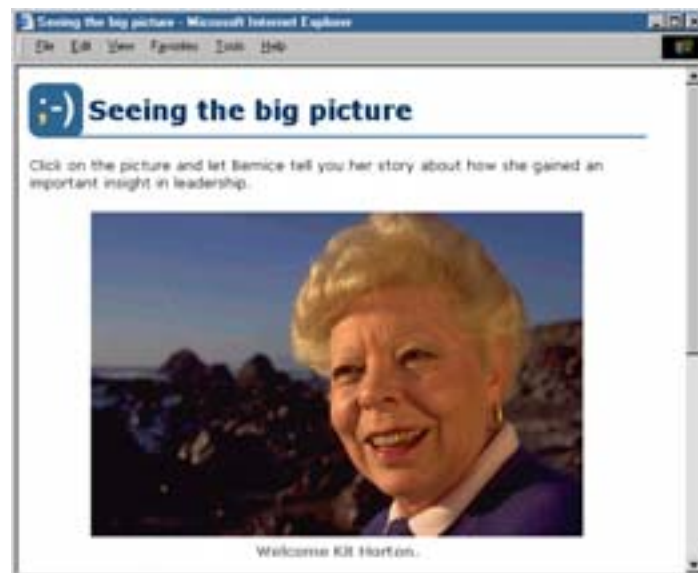 Seeing the big picture - Microsoft Internet Explorer
File Edit View Favorites Tools Help
;-) Seeing the big picture
Click on the picture and let Bernice tell you her story about how she gained an
important insight in leadership.
Welcome Kit Horton.